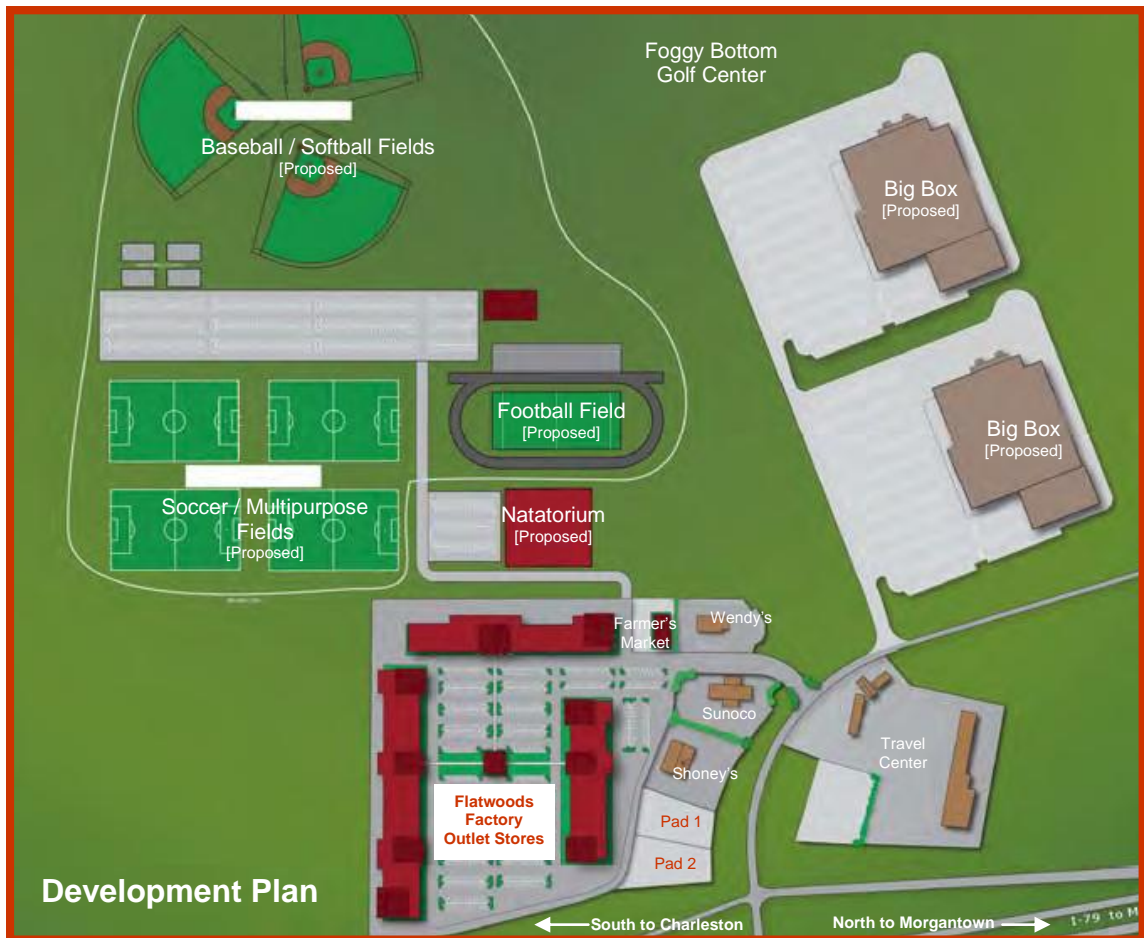 Foggy Bottom
Golf Center
Baseball / Softball Fields
[Proposed]
Big Box
[Proposed]
Football Field
[Proposed]
Big Box
[Proposed]
Soccer / Multipurpose
Fields
[Proposed]
Natatorium
[Proposed]
Farmer's
Market
Wendy's
Sunoco
Travel
Center
Shoney's
Flatwoods
Factory
Outlet Stores
Pad 1
Pad 2
Development Plan
South to Charleston
North to Morgantown
I-79 to M